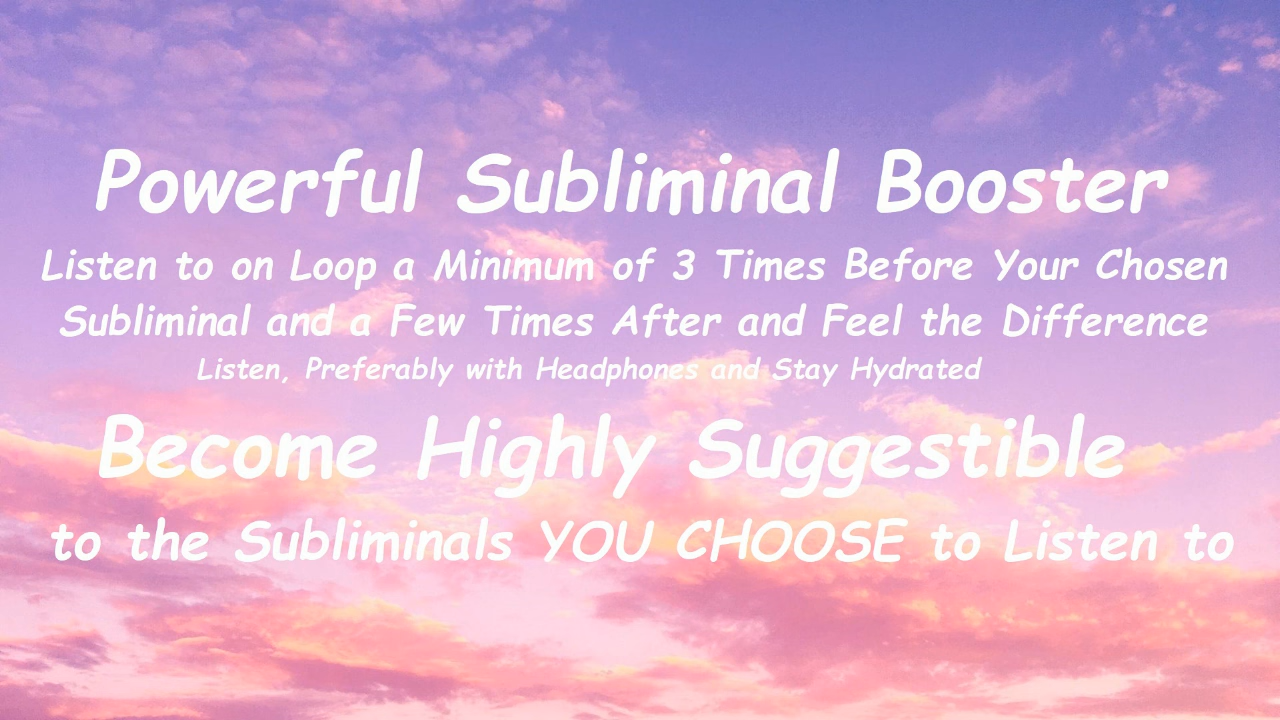 Powerful Subliminal Booster
Listen to on Loop a Minimum of 3 Times Before Your Chosen
Subliminal and a Few Times After and Feel the Difference
Listen, Preferably with Headphones and Stay Hydrated
Become Highly Suggestible
to the Subliminals YOU CHOOSE to Listen to